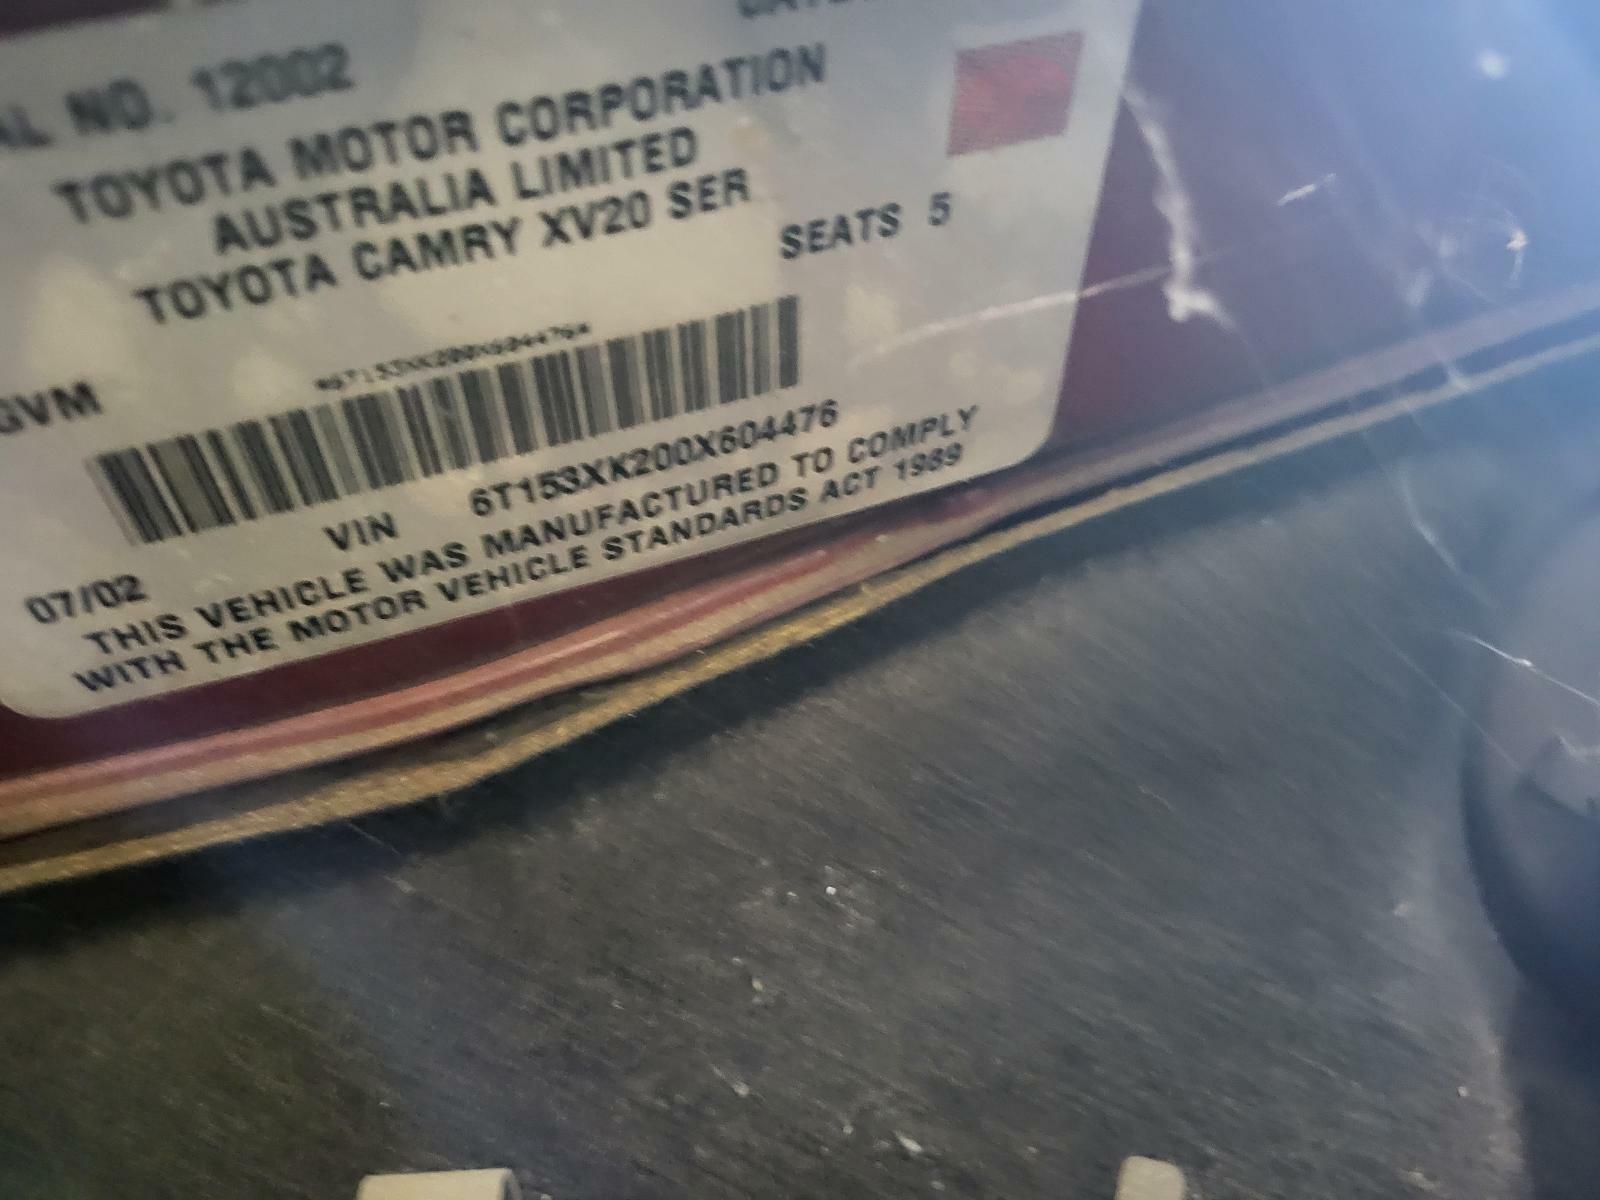 AL NO. 12002
TOYOTA MOTOR CORPORATION
AUSTRALIA LIMITED
TOYOTA CAMRY XV20 SER
SEATS 5
GVM
*6T153XK200X604476*
VIN 6T153XK200X604476
07/02
THIS VEHICLE WAS MANUFACTURED TO COMPLY
WITH THE MOTOR VEHICLE STANDARDS ACT 1989